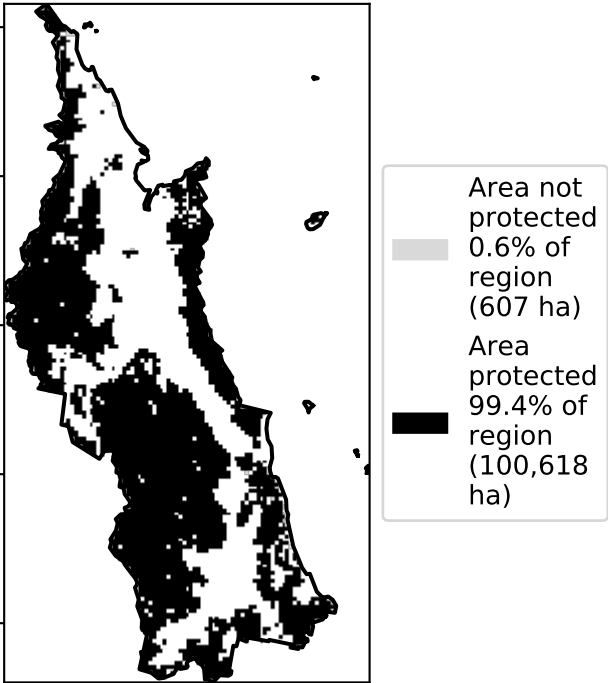 Area not
protected
0.6% of
region
(607 ha)
Area
protected
99.4% of
region
(100,618
ha)